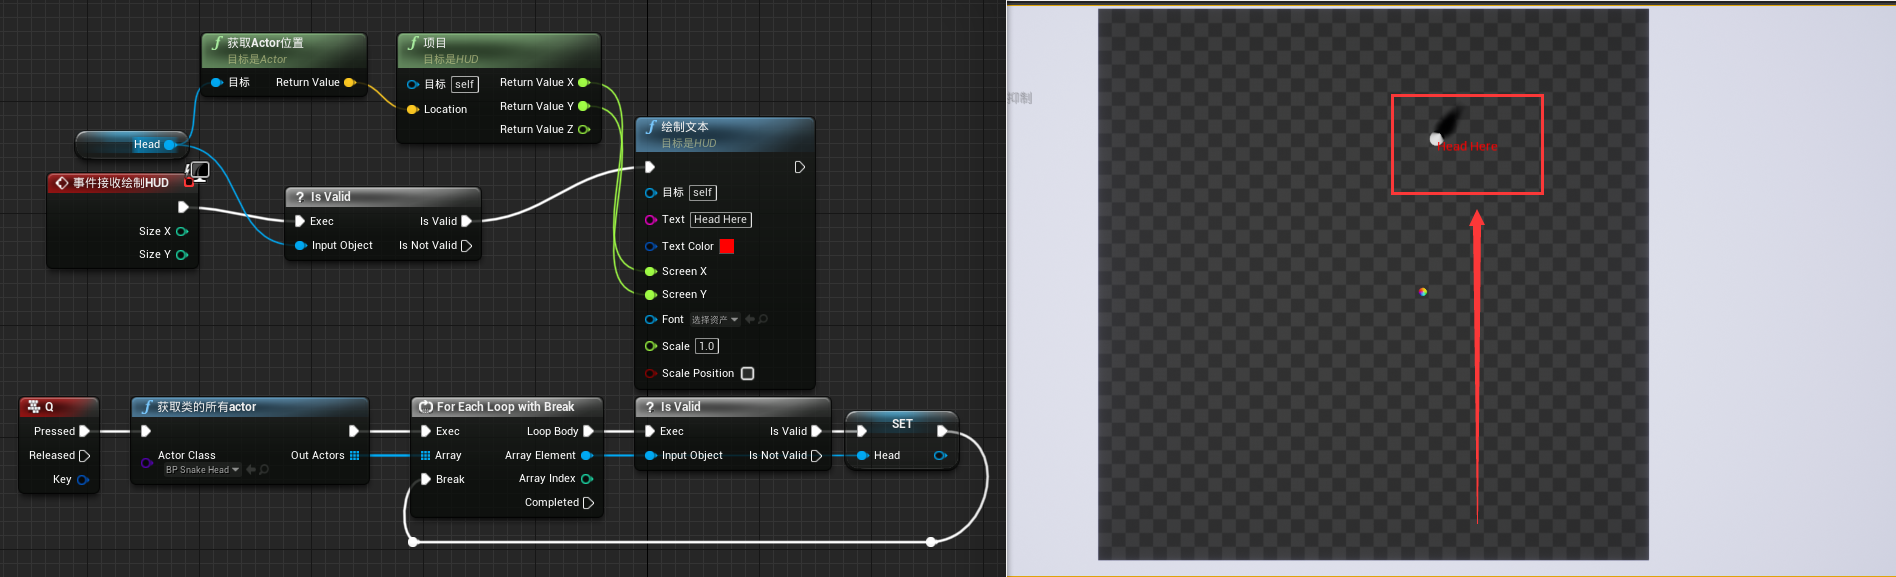 获取Actor位置
目标是Actor
目标
Return Value
项目
目标是HUD
目标 self
Return Value X
Location
Return Value Y
Return Value Z
Head
事件接收绘制HUD
Size X
Size Y
? Is Valid
Exec
Is Valid
Input Object
Is Not Valid
绘制文本
目标是HUD
目标 self
Text Head Here
Text Color
Screen X
Screen Y
Font 选择资产
Scale 1.0
Scale Position
Q
Pressed
Released
Key
获取类的所有actor
Actor Class
BP Snake Head
Out Actors
For Each Loop with Break
Exec
Loop Body
Array
Array Element
Break
Array Index
Completed
? Is Valid
Exec
Is Valid
Input Object
Is Not Valid
SET
Head
抑制
Head Here